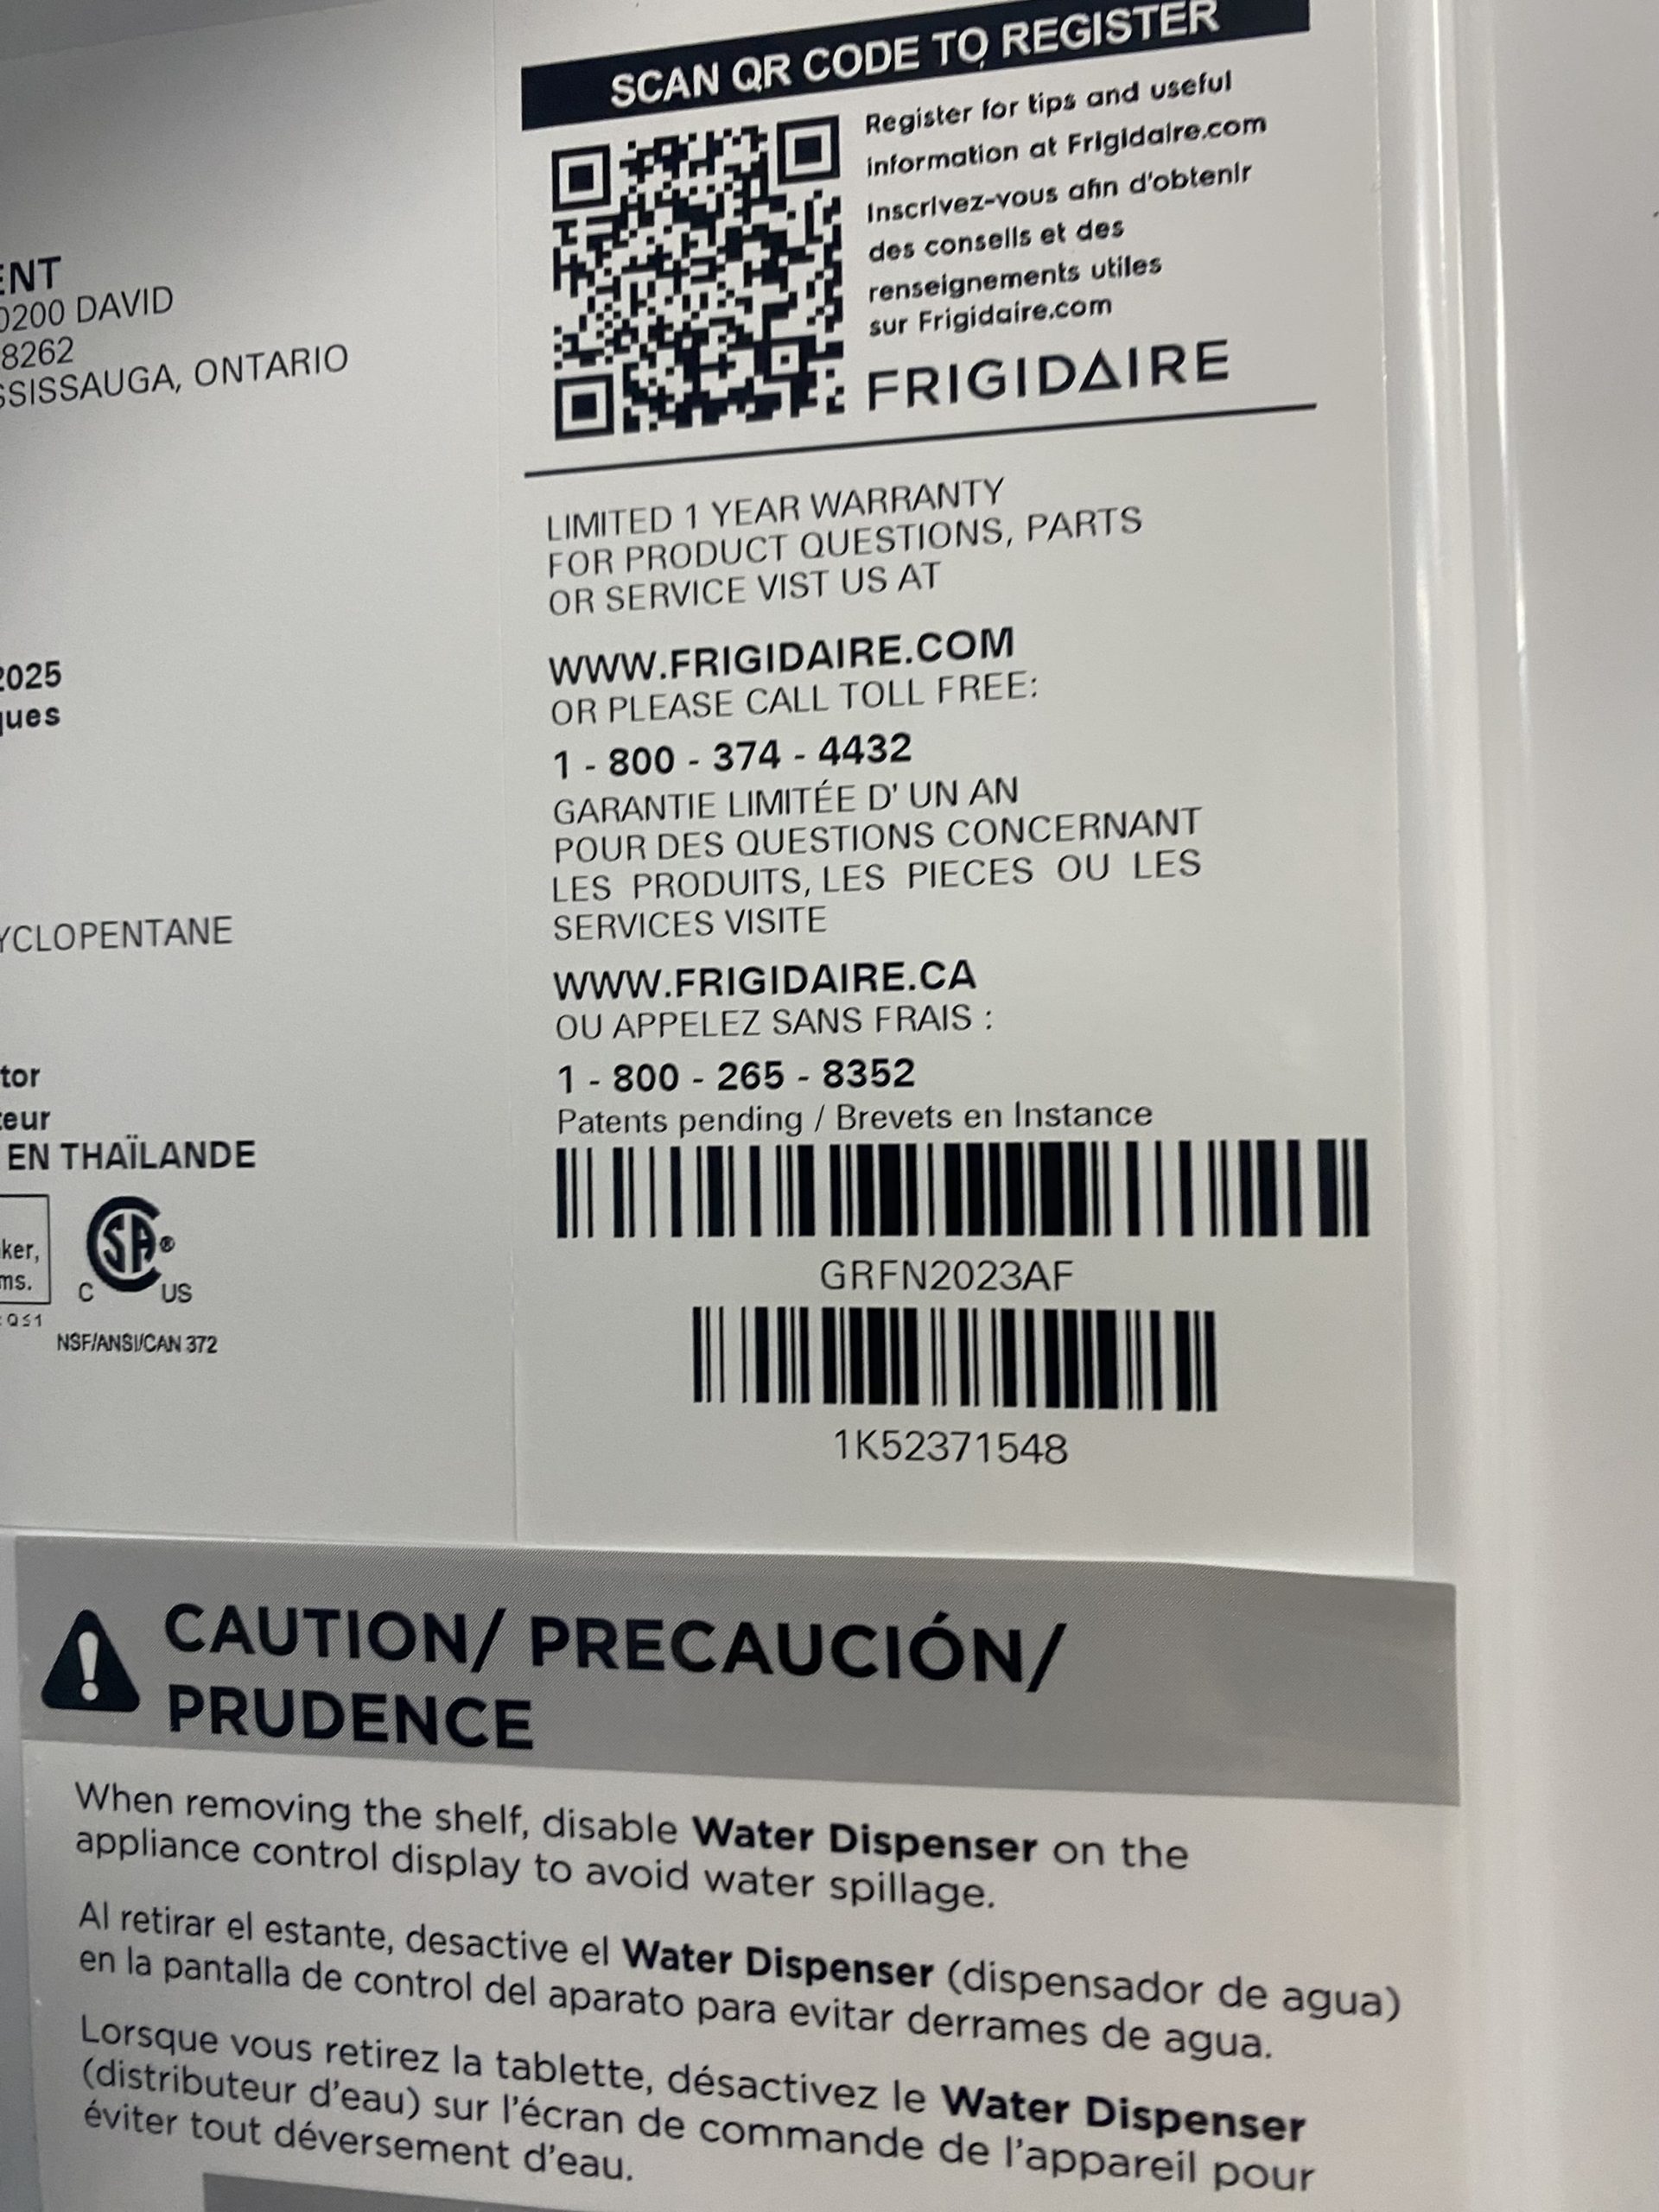 SCAN QR CODE TO REGISTER
Register for tips and useful
information at Frigidaire.com
Inscrivez-vous afin d'obtenir
des conseils et des
renseignements utiles
sur Frigidaire.com
FRIGIDAIRE
ENT
0200 DAVID
8262
SSISSAUGA, ONTARIO
2025
ques
YCLOPENTANE
tor
teur
EN THAÏLANDE
ker,
ms.
SA®
C US
NSF/ANSI/CAN 372
LIMITED 1 YEAR WARRANTY
FOR PRODUCT QUESTIONS, PARTS
OR SERVICE VIST US AT
WWW.FRIGIDAIRE.COM
OR PLEASE CALL TOLL FREE:
1 - 800 - 374 - 4432
GARANTIE LIMITÉE D' UN AN
POUR DES QUESTIONS CONCERNANT
LES PRODUITS, LES PIECES OU LES
SERVICES VISITE
WWW.FRIGIDAIRE.CA
OU APPELEZ SANS FRAIS :
1 - 800 - 265 - 8352
Patents pending / Brevets en Instance
GRFN2023AF
1K52371548
CAUTION/ PRECAUCIÓN/
PRUDENCE
When removing the shelf, disable Water Dispenser on the
appliance control display to avoid water spillage.
Al retirar el estante, desactive el Water Dispenser (dispensador de agua)
en la pantalla de control del aparato para evitar derrames de agua.
Lorsque vous retirez la tablette, désactivez le Water Dispenser
(distributeur d'eau) sur l'écran de commande de l'appareil pour
éviter tout déversement d'eau.